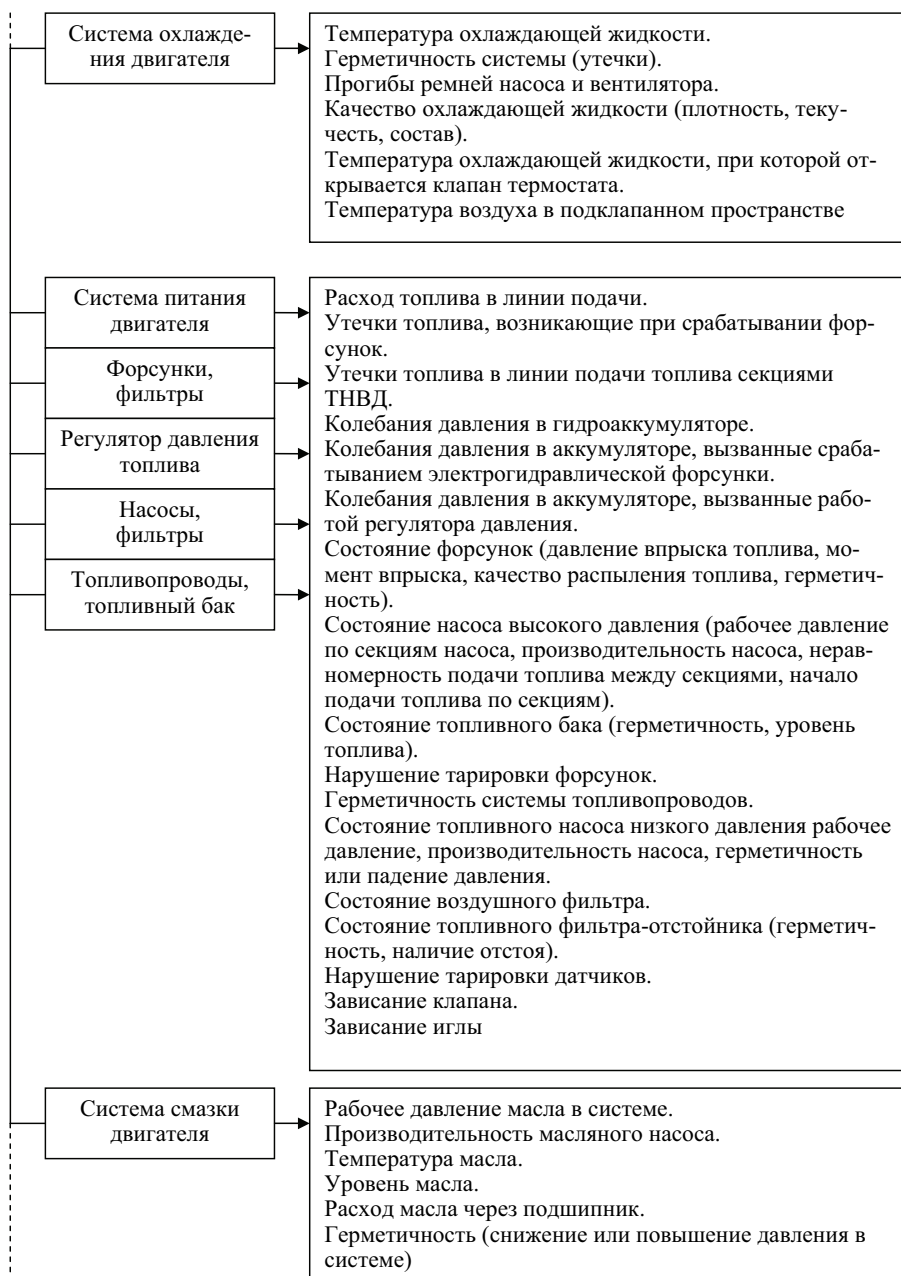 Система охлажде-
ния двигателя
Температура охлаждающей жидкости.
Герметичность системы (утечки).
Прогибы ремней насоса и вентилятора.
Качество охлаждающей жидкости (плотность, теку-
честь, состав).
Температура охлаждающей жидкости, при которой от-
крывается клапан термостата.
Температура воздуха в подклапанном пространстве
Система питания
двигателя
Форсунки,
фильтры
Регулятор давления
топлива
Насосы,
фильтры
Топливопроводы,
топливный бак
Расход топлива в линии подачи.
Утечки топлива, возникающие при срабатывании фор-
сунок.
Утечки топлива в линии подачи топлива секциями
ТНВД.
Колебания давления в гидроаккумуляторе.
Колебания давления в аккумуляторе, вызванные сраба-
тыванием электрогидравлической форсунки.
Колебания давления в аккумуляторе, вызванные рабо-
той регулятора давления.
Состояние форсунок (давление впрыска топлива, мо-
мент впрыска, качество распыления топлива, герметич-
ность).
Состояние насоса высокого давления (рабочее давление
по секциям насоса, производительность насоса, нерав-
номерность подачи топлива между секциями, начало
подачи топлива по секциям).
Состояние топливного бака (герметичность, уровень
топлива).
Нарушение тарировки форсунок.
Герметичность системы топливопроводов.
Состояние топливного насоса низкого давления рабочее
давление, производительность насоса, герметичность
или падение давления.
Состояние воздушного фильтра.
Состояние топливного фильтра-отстойника (герметич-
ность, наличие отстоя).
Нарушение тарировки датчиков.
Зависание клапана.
Зависание иглы
Система смазки
двигателя
Рабочее давление масла в системе.
Производительность масляного насоса.
Температура масла.
Уровень масла.
Расход масла через подшипник.
Герметичность (снижение или повышение давления в
системе)